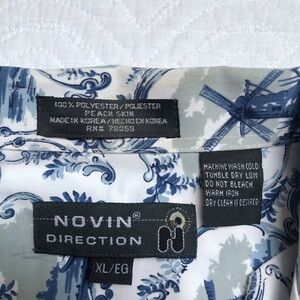 100% POLYESTER/POLIESTER
PEACH SKIN
MADE IN KOREA/HECHO EN KOREA
RN# 78059
MACHINE WASH COLD
TUMBLE DRY LOW
DO NOT BLEACH
WARM IRON
DRY CLEAN IF DESIRED
NOVIN®
DIRECTION
N
XL/EG